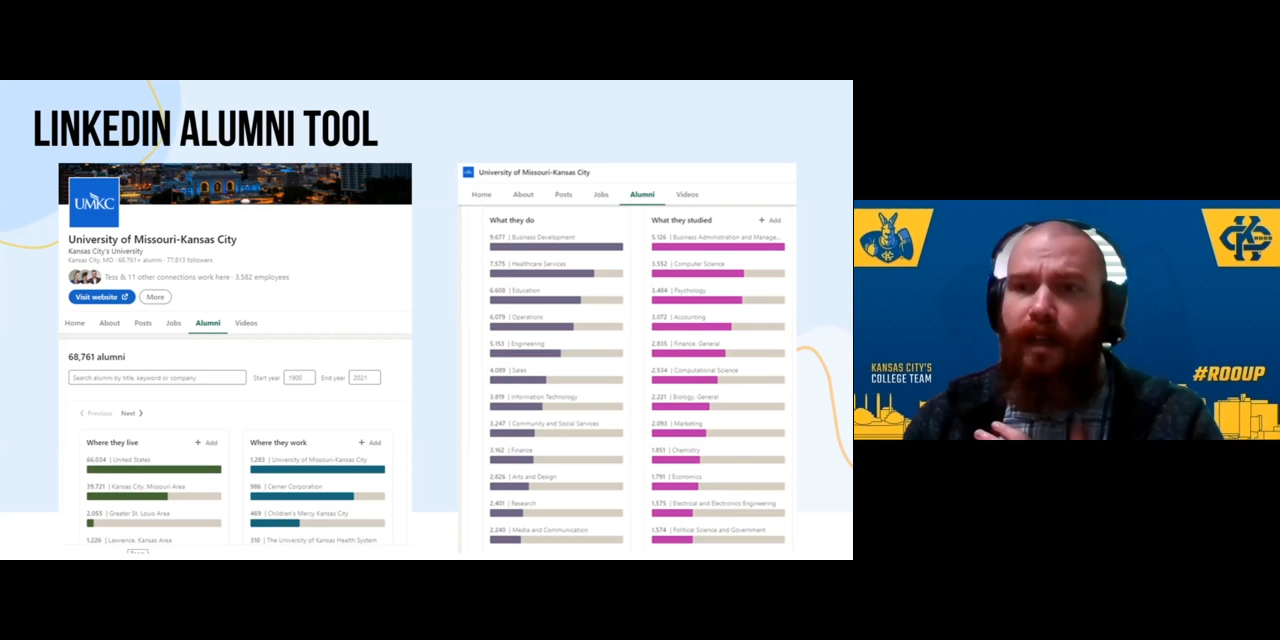 LINKEDIN ALUMNI TOOL
UMKC
University of Missouri-Kansas City
Kansas City's University
Kansas City, MO · 68,761+ alumni · 77,813 followers
Tess & 11 other connections work here · 3,582 employees
Visit website
More
Home About Posts Jobs Alumni Videos
68,761 alumni
Search alumni by title, keyword or company
Start year 1900 End year 2021
Previous Next
Where they live + Add
66,034 | United States
39,721 | Kansas City, Missouri Area
2,055 | Greater St. Louis Area
1,226 | Lawrence, Kansas Area
Where they work + Add
1,283 | University of Missouri-Kansas City
986 | Cerner Corporation
469 | Children's Mercy Kansas City
310 | The University of Kansas Health System
University of Missouri-Kansas City
Home About Posts Jobs Alumni Videos
What they do
9,677 | Business Development
7,575 | Healthcare Services
6,608 | Education
6,079 | Operations
5,153 | Engineering
4,089 | Sales
3,819 | Information Technology
3,247 | Community and Social Services
3,162 | Finance
2,826 | Arts and Design
2,401 | Research
2,240 | Media and Communication
What they studied + Add
5,126 | Business Administration and Manage...
3,552 | Computer Science
3,484 | Psychology
3,072 | Accounting
2,835 | Finance, General
2,534 | Computational Science
2,221 | Biology, General
2,093 | Marketing
1,851 | Chemistry
1,791 | Economics
1,575 | Electrical and Electronics Engineering
1,574 | Political Science and Government
KC
KC
ROOS
KANSAS CITY'S
COLLEGE TEAM
#ROOUP